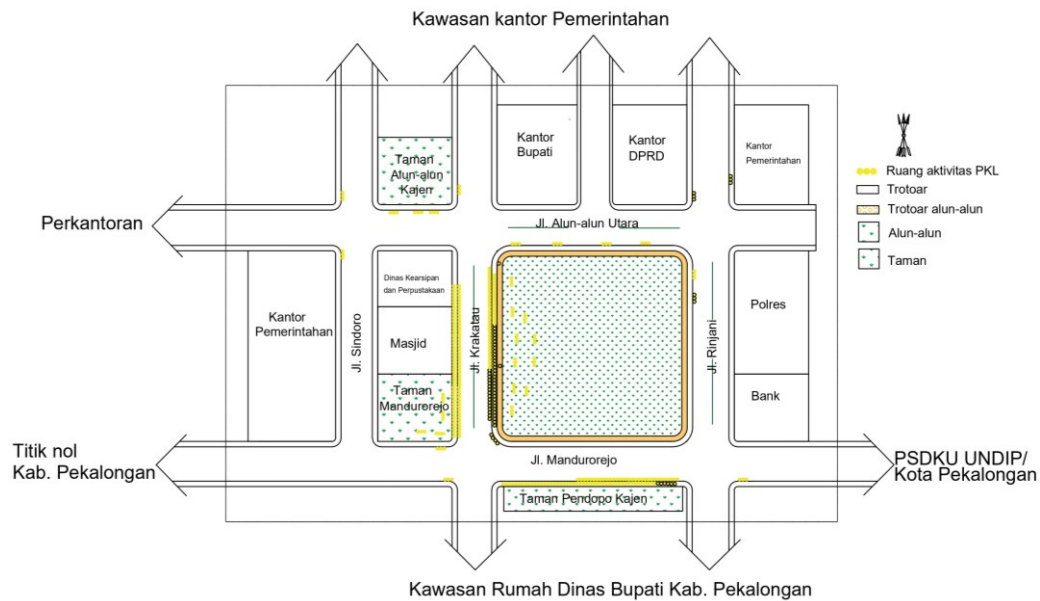 Kawasan kantor Pemerintahan
Taman
Alun-alun
Kajen
Kantor
Bupati
Kantor
DPRD
Kantor
Pemerintahan
Ruang aktivitas PKL
Trotoar
Trotoar alun-alun
Alun-alun
Taman
Perkantoran
Jl. Alun-alun Utara
Kantor
Pemerintahan
Jl. Sindoro
Dinas Kearsipan
dan Perpustakaan
Masjid
Taman
Mandurorejo
Jl. Krakatau
Jl. Rinjani
Polres
Bank
Titik nol
Kab. Pekalongan
Jl. Mandurorejo
PSDKU UNDIP/
Kota Pekalongan
Taman Pendopo Kajen
Kawasan Rumah Dinas Bupati Kab. Pekalongan